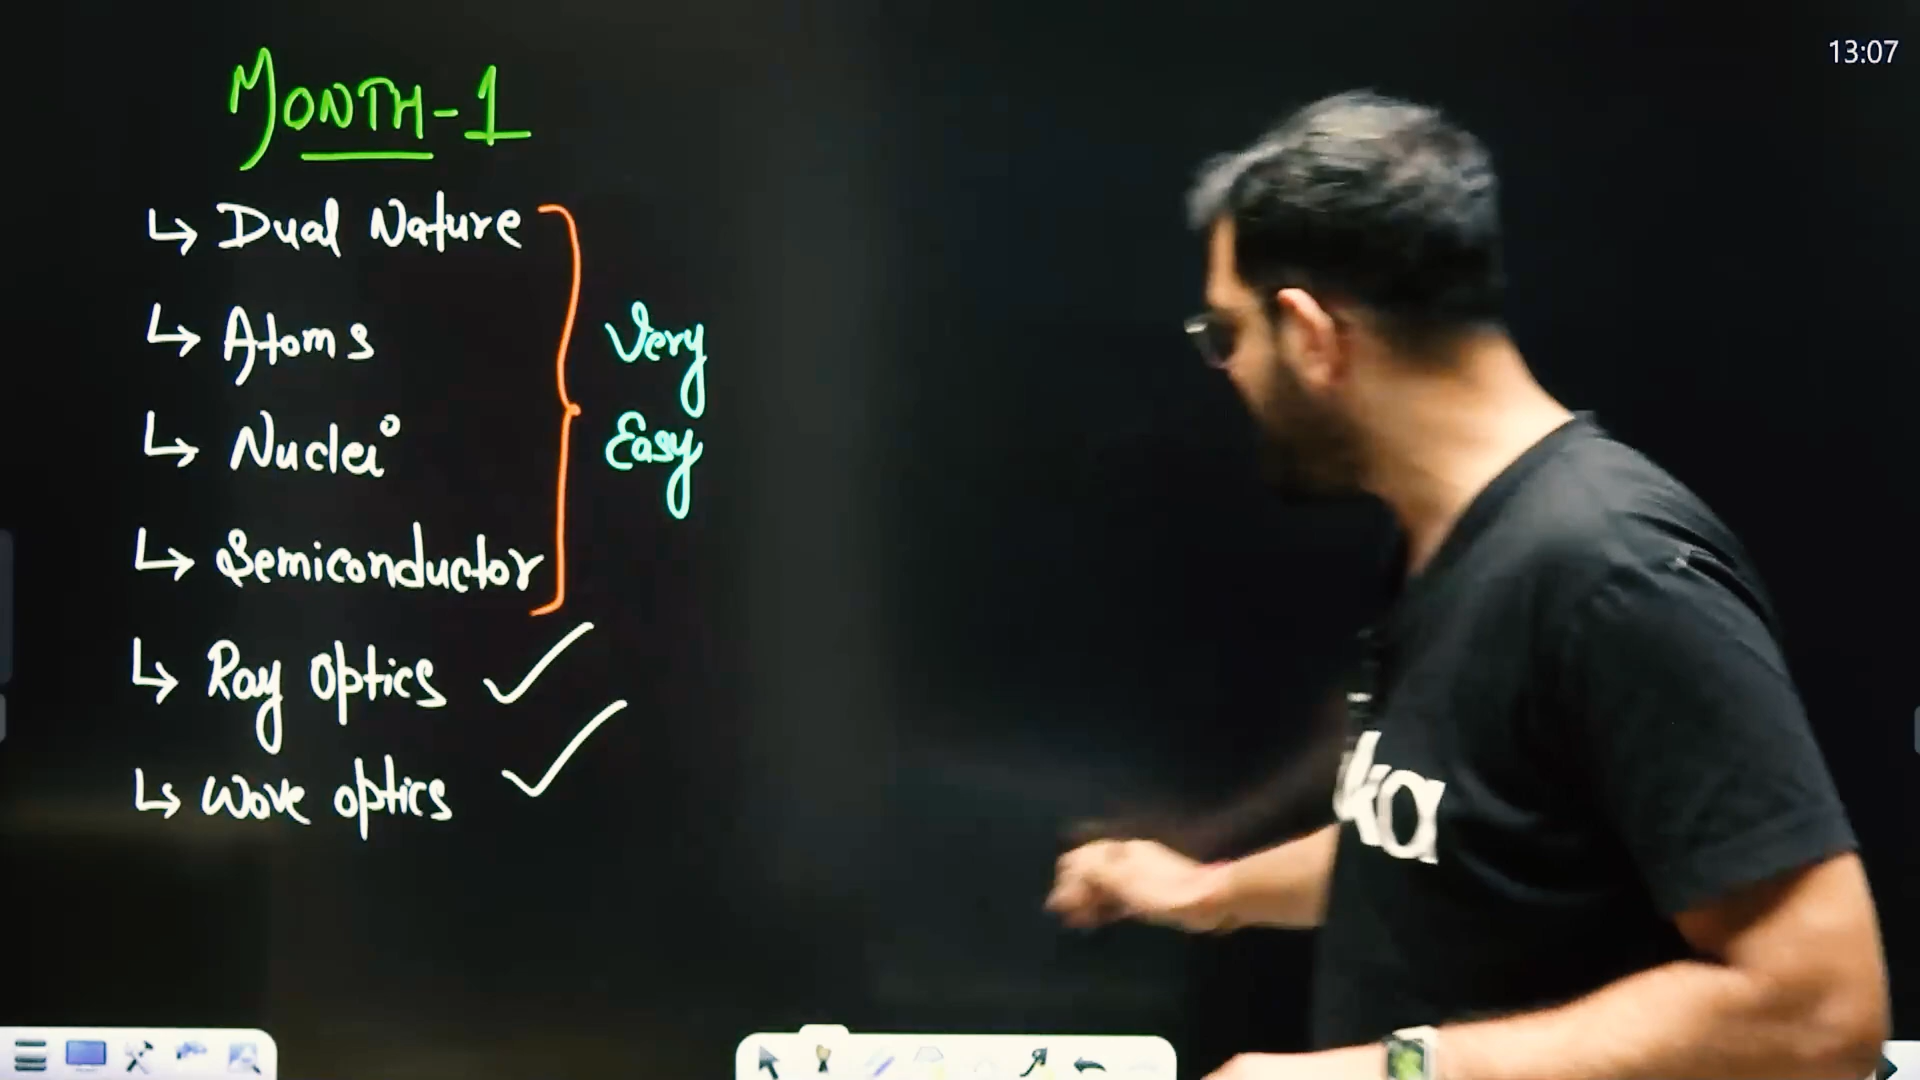 13:07
MONTH-1
↳ Dual Nature
↳ Atoms
↳ Nuclei
↳ Semiconductor
Very
Easy
↳ Ray Optics ✓
↳ Wave optics ✓